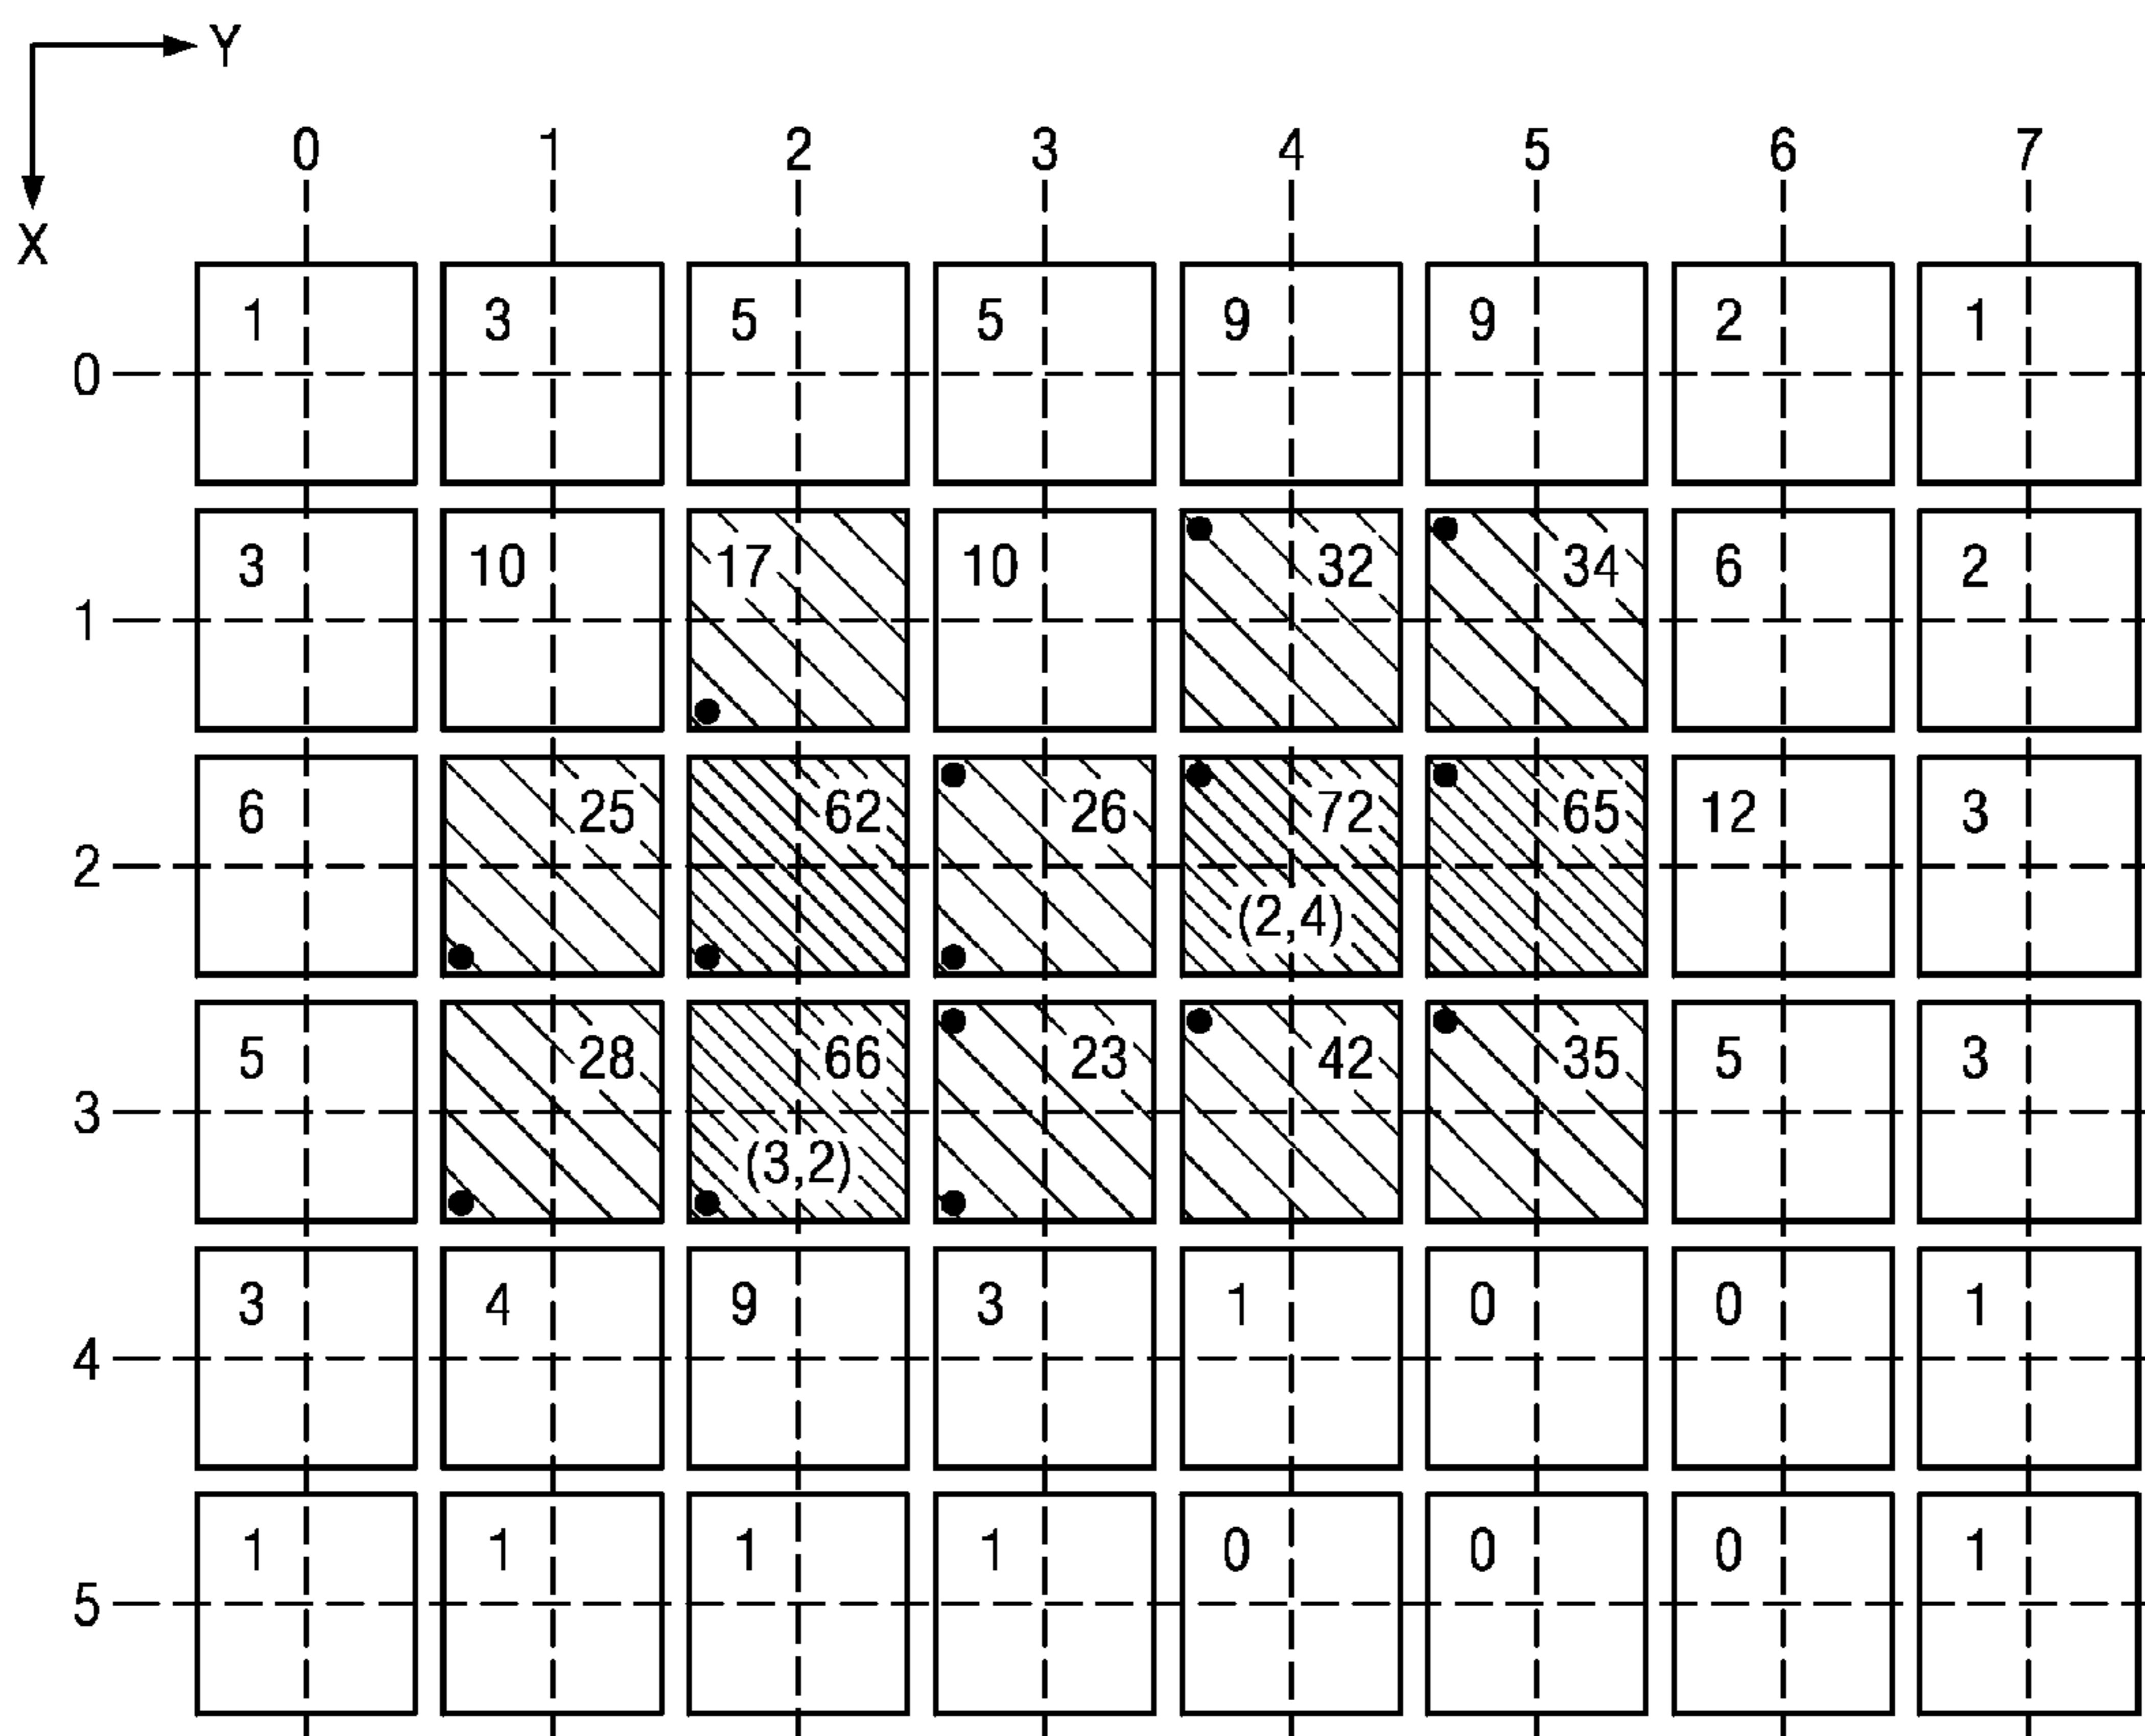 Y
X
0 1 2 3 4 5 6 7
0 1 3 5 5 9 9 2 1
1 3 10 17 10 32 34 6 2
2 6 25 62 26 72 65 12 3
(2,4)
3 5 28 66 23 42 35 5 3
(3,2)
4 3 4 9 3 1 0 0 1
5 1 1 1 1 0 0 0 1